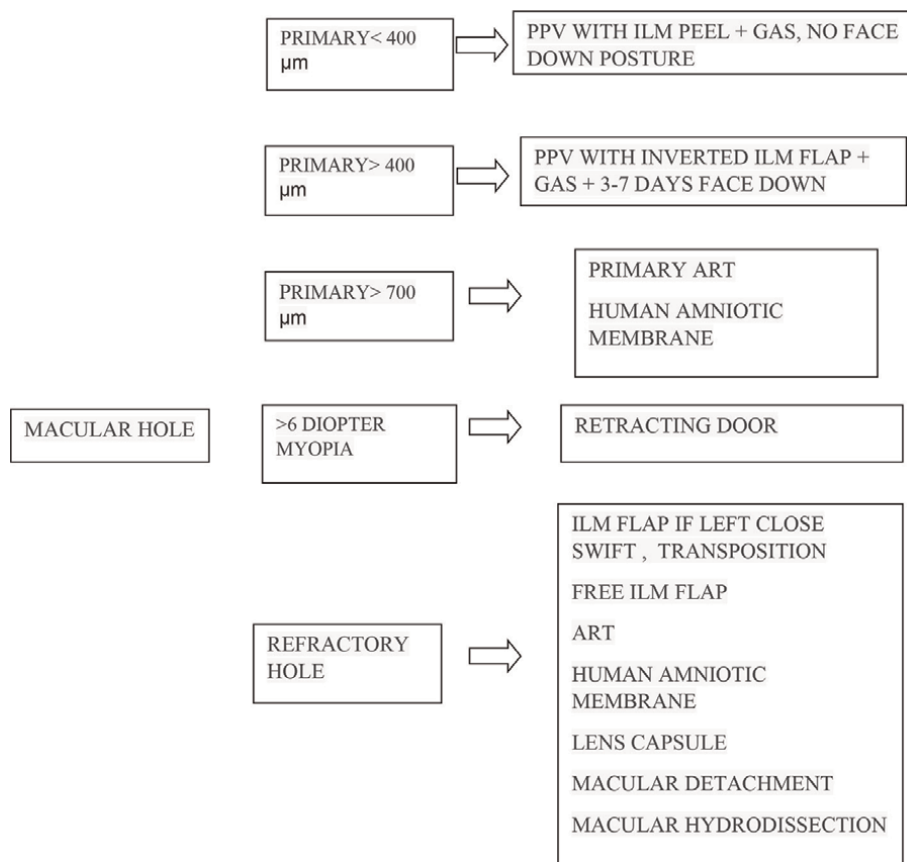 PRIMARY< 400
µm
PPV WITH ILM PEEL + GAS, NO FACE
DOWN POSTURE
PRIMARY> 400
µm
PPV WITH INVERTED ILM FLAP +
GAS + 3-7 DAYS FACE DOWN
PRIMARY> 700
µm
PRIMARY ART
HUMAN AMNIOTIC
MEMBRANE
MACULAR HOLE
>6 DIOPTER
MYOPIA
RETRACTING DOOR
REFRACTORY
HOLE
ILM FLAP IF LEFT CLOSE
SWIFT , TRANSPOSITION
FREE ILM FLAP
ART
HUMAN AMNIOTIC
MEMBRANE
LENS CAPSULE
MACULAR DETACHMENT
MACULAR HYDRODISSECTION